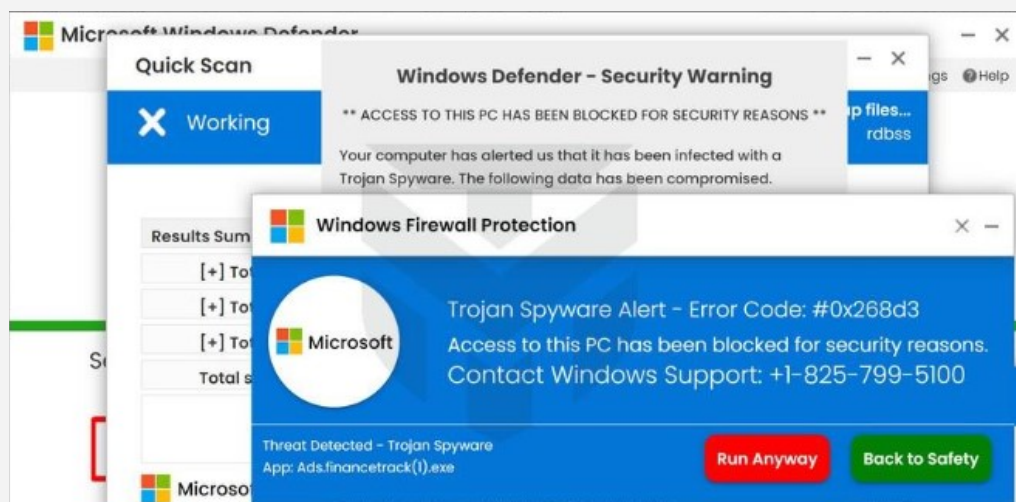 Microsoft Windows Defender
Help
Quick Scan
Working
rdbss
Windows Defender - Security Warning
** ACCESS TO THIS PC HAS BEEN BLOCKED FOR SECURITY REASONS **
Your computer has alerted us that it has been infected with a
Trojan Spyware. The following data has been compromised.
files...
Results Sum
[+] Tot
[+] Tot
[+] Tot
Total s
Windows Firewall Protection
Microsoft
Trojan Spyware Alert - Error Code: #0x268d3
Access to this PC has been blocked for security reasons.
Contact Windows Support: +1-825-799-5100
Threat Detected - Trojan Spyware
App: Ads.financetrack(1).exe
Run Anyway
Back to Safety
Microso